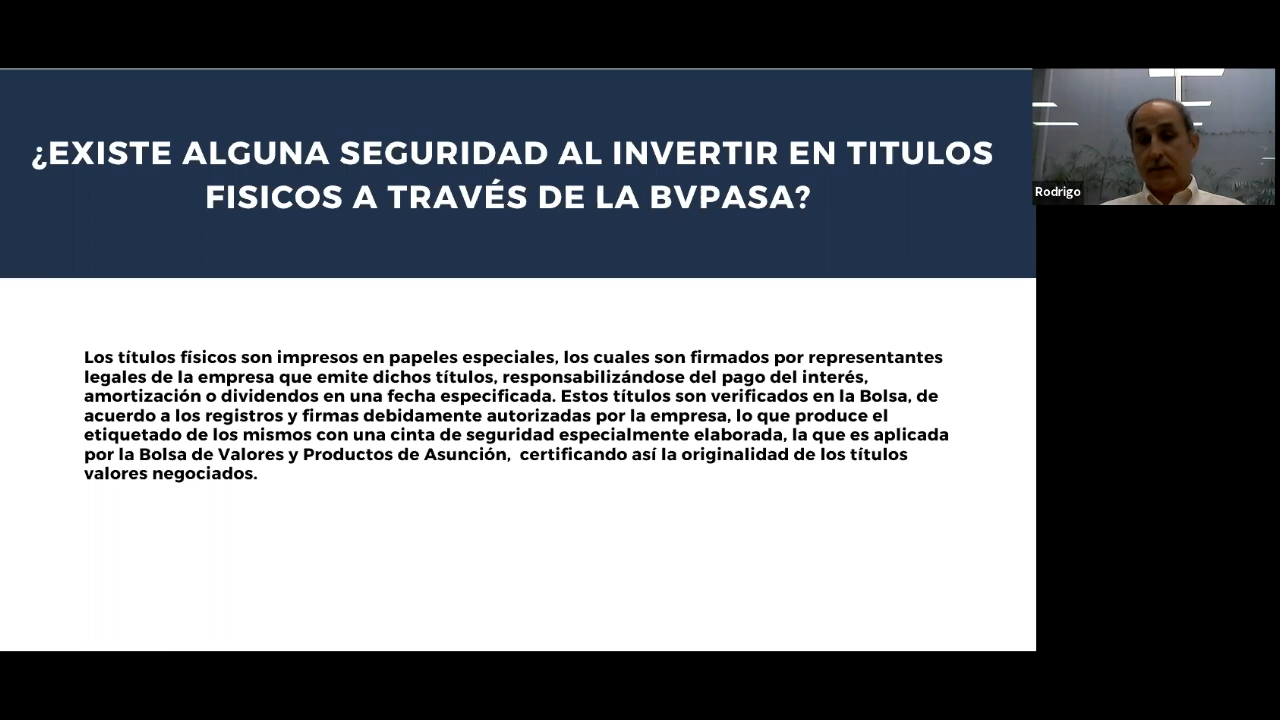 ¿EXISTE ALGUNA SEGURIDAD AL INVERTIR EN TITULOS
FISICOS A TRAVÉS DE LA BVPASA?
Rodrigo
Los títulos físicos son impresos en papeles especiales, los cuales son firmados por representantes
legales de la empresa que emite dichos títulos, responsabilizándose del pago del interés,
amortización o dividendos en una fecha especificada. Estos títulos son verificados en la Bolsa, de
acuerdo a los registros y firmas debidamente autorizadas por la empresa, lo que produce el
etiquetado de los mismos con una cinta de seguridad especialmente elaborada, la que es aplicada
por la Bolsa de Valores y Productos de Asunción,  certificando así la originalidad de los títulos
valores negociados.